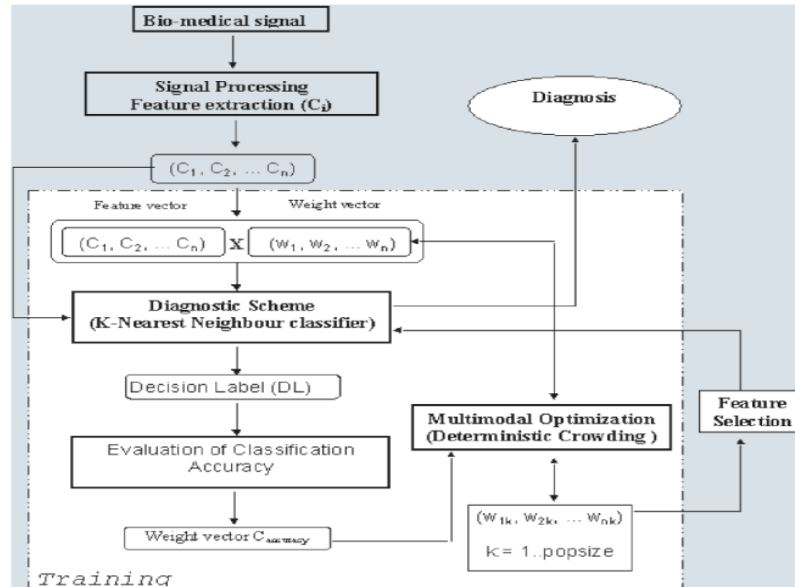 Bio-medical signal
Signal Processing
Feature extraction (Ci)
Diagnosis
(C1, C2, ... Cn)
Feature vector
Weight vector
(C1, C2, ... Cn) X (w1, w2, ... wn)
Diagnostic Scheme
(K-Nearest Neighbour classifier)
Decision Label (DL)
Evaluation of Classification
Accuracy
Weight vector Caccuracy
Multimodal Optimization
(Deterministic Crowding )
(w1k, w2k, ... wnk)
k = 1..popsize
Feature
Selection
Training